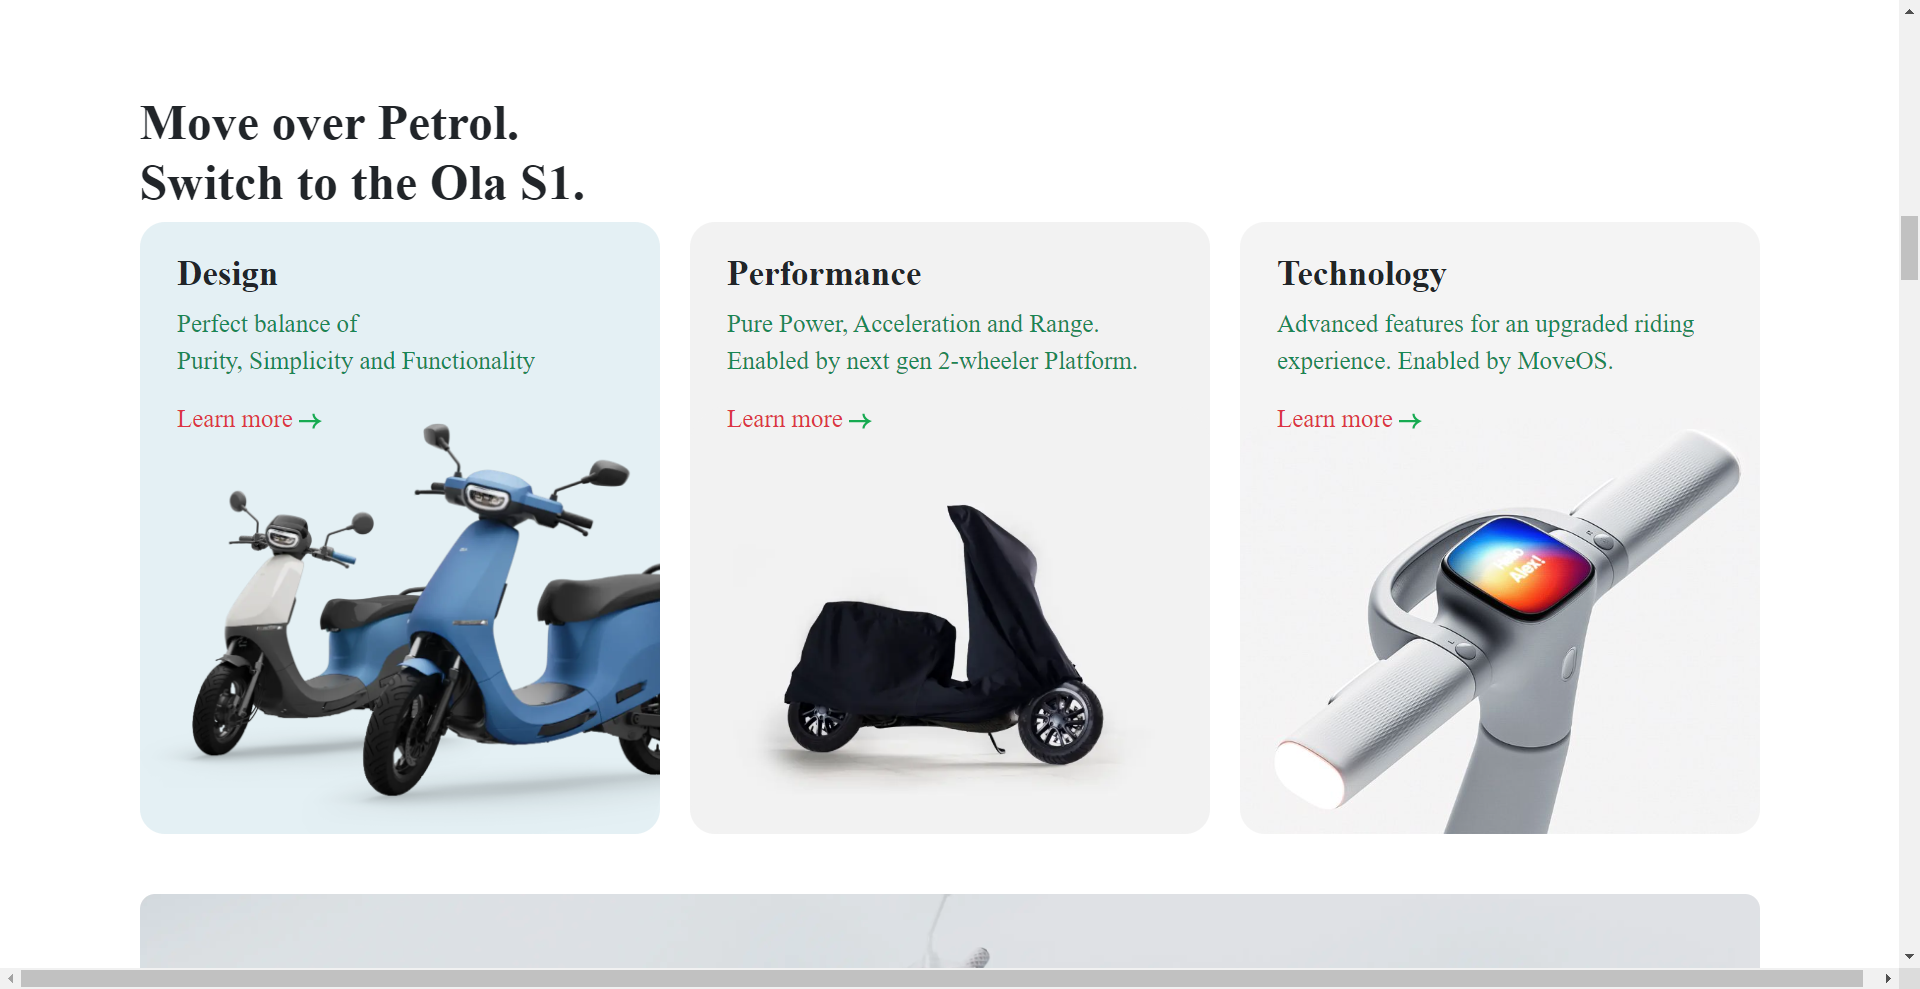 Move over Petrol.
Switch to the Ola S1.
Design
Perfect balance of
Purity, Simplicity and Functionality
Learn more →
Performance
Pure Power, Acceleration and Range.
Enabled by next gen 2-wheeler Platform.
Learn more →
Technology
Advanced features for an upgraded riding
experience. Enabled by MoveOS.
Learn more →
Hello
Alex!